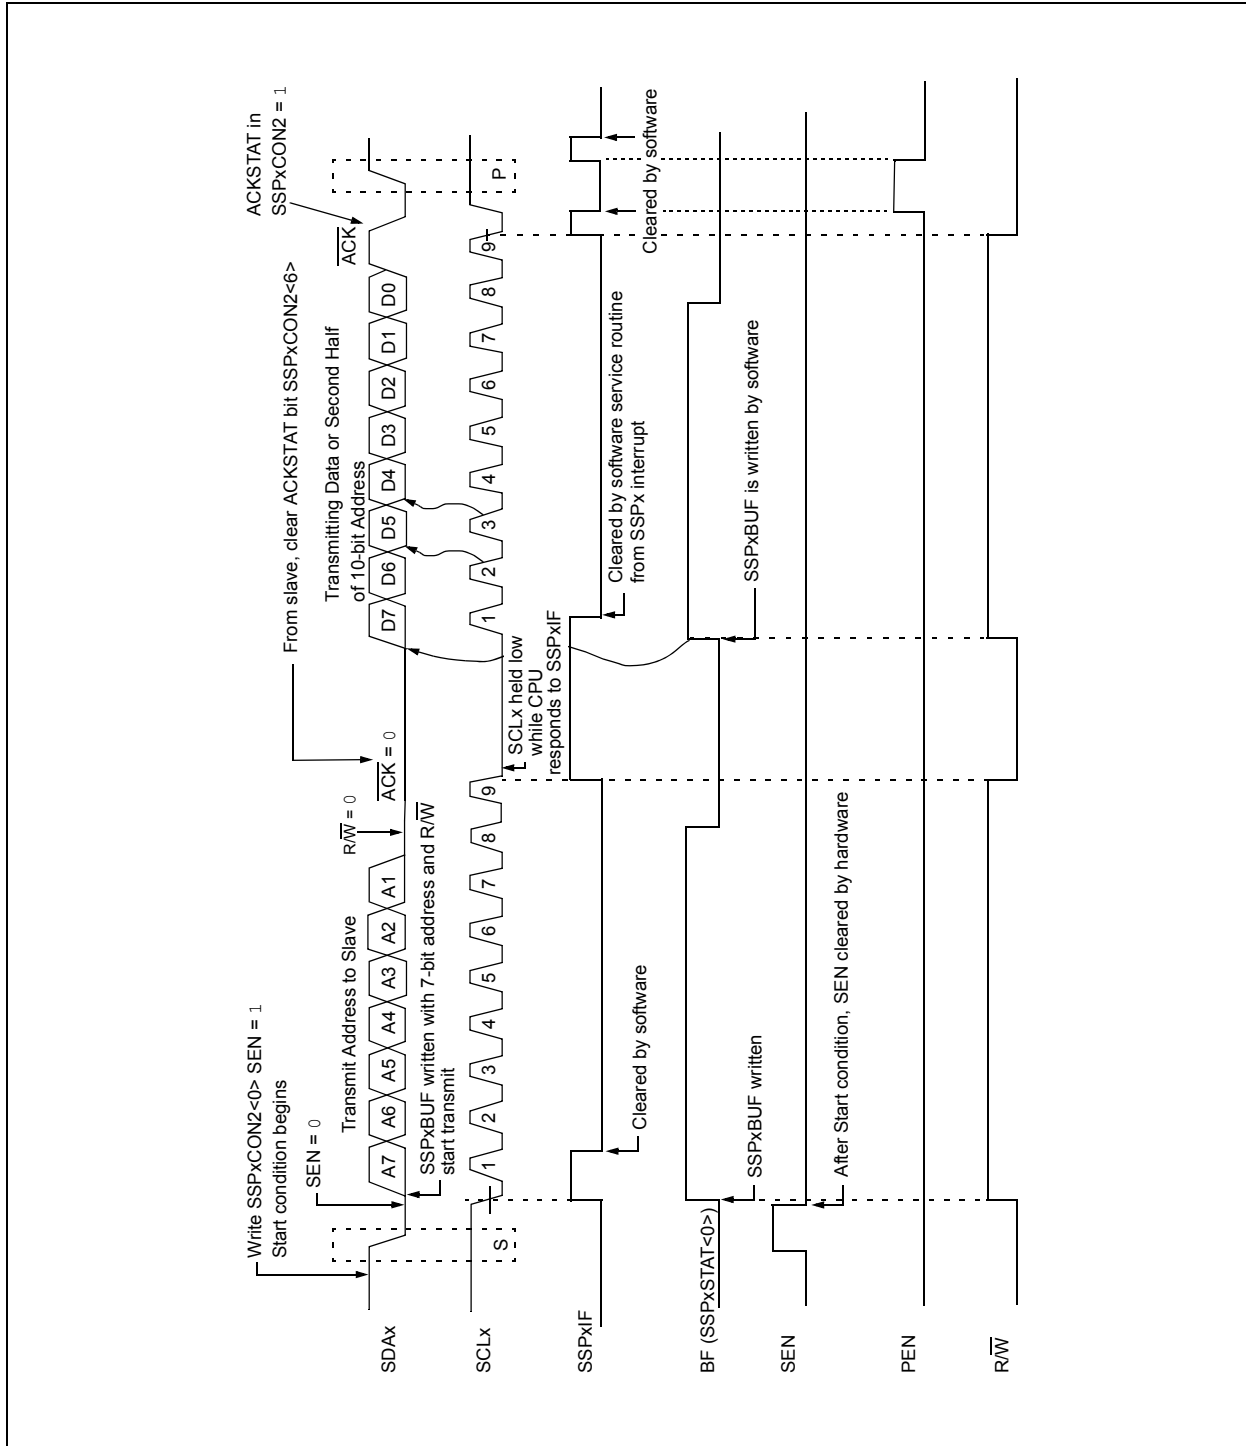 Write SSPxCON2<0> SEN = 1
Start condition begins
SEN = 0
Transmit Address to Slave
R/W = 0
From slave, clear ACKSTAT bit SSPxCON2<6>
ACK = 0
Transmitting Data or Second Half
of 10-bit Address
ACKSTAT in
SSPxCON2 = 1
ACK
SDAx
A7 A6 A5 A4 A3 A2 A1 D7 D6 D5 D4 D3 D2 D1 D0
SSPxBUF written with 7-bit address and R/W
start transmit
SCLx
S 1 2 3 4 5 6 7 8 9 1 2 3 4 5 6 7 8 9 P
SCLx held low
while CPU
responds to SSPxIF
SSPxIF
Cleared by software
Cleared by software service routine
from SSPx interrupt
Cleared by software
Cleared by software
BF (SSPxSTAT<0>)
SSPxBUF written
SSPxBUF is written by software
SEN
After Start condition, SEN cleared by hardware
PEN
R/W